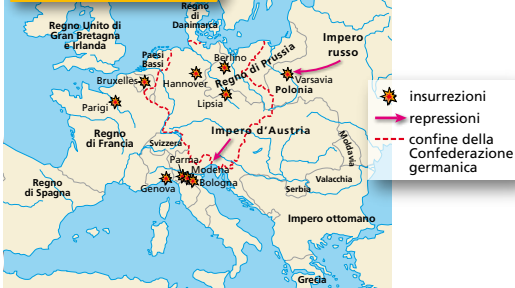 Regno
di
Danimarca
Regno Unito di
Gran Bretagna
e Irlanda
Impero
russo
Paesi
Bassi
Berlino
Regno di Prussia
Bruxelles
Hannover
Varsavia
Polonia
Lipsia
Parigi
Impero d'Austria
Regno
di Francia
Svizzera
Moldavia
Parma
Modena
Bologna
Genova
Valacchia
Serbia
Regno
di Spagna
Impero ottomano
Grecia
insurrezioni
repressioni
confine della
Confederazione
germanica